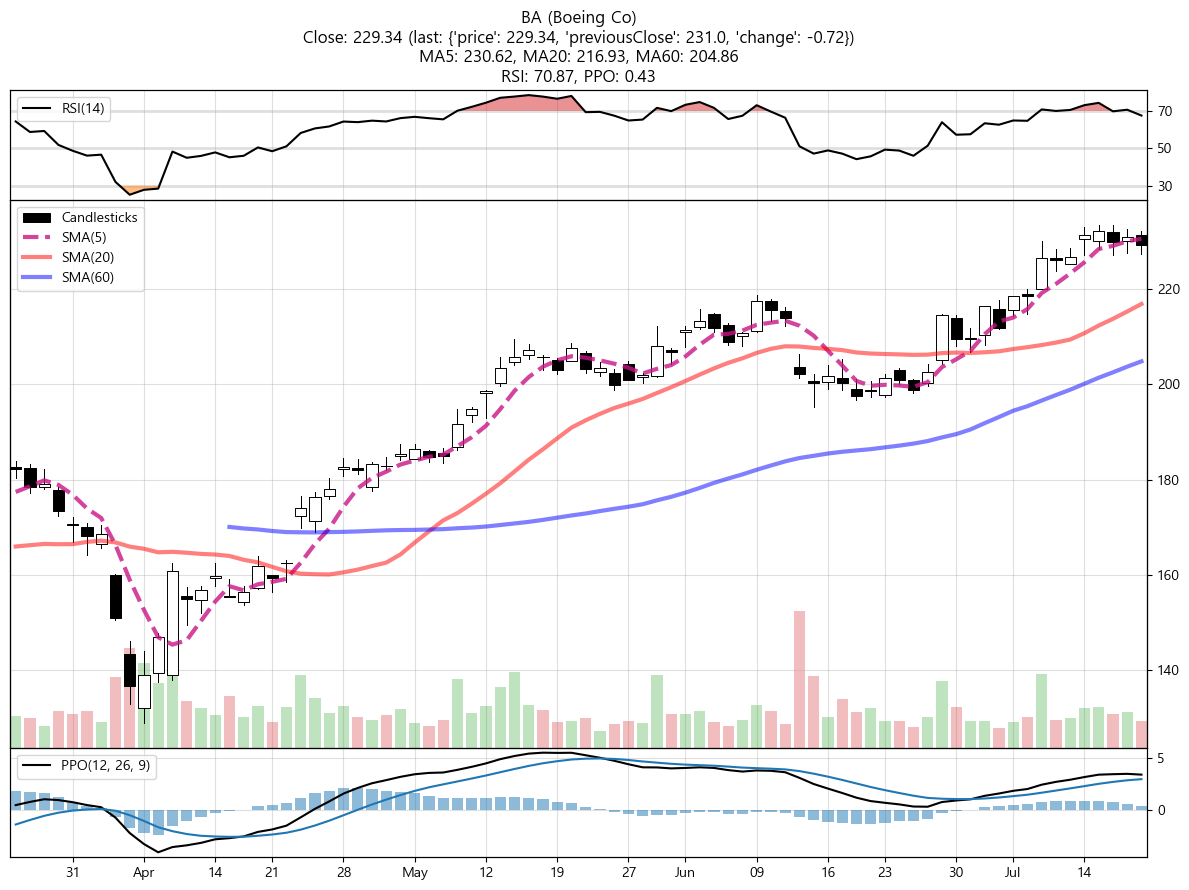 BA (Boeing Co)
Close: 229.34 (last: {'price': 229.34, 'previousClose': 231.0, 'change': -0.72})
MA5: 230.62, MA20: 216.93, MA60: 204.86
RSI: 70.87, PPO: 0.43
RSI(14)
70
50
30
Candlesticks
SMA(5)
SMA(20)
SMA(60)
220
200
180
160
140
PPO(12, 26, 9)
5
0
31 Apr 14 21 28 May 12 19 27 Jun 09 16 23 30 Jul 14